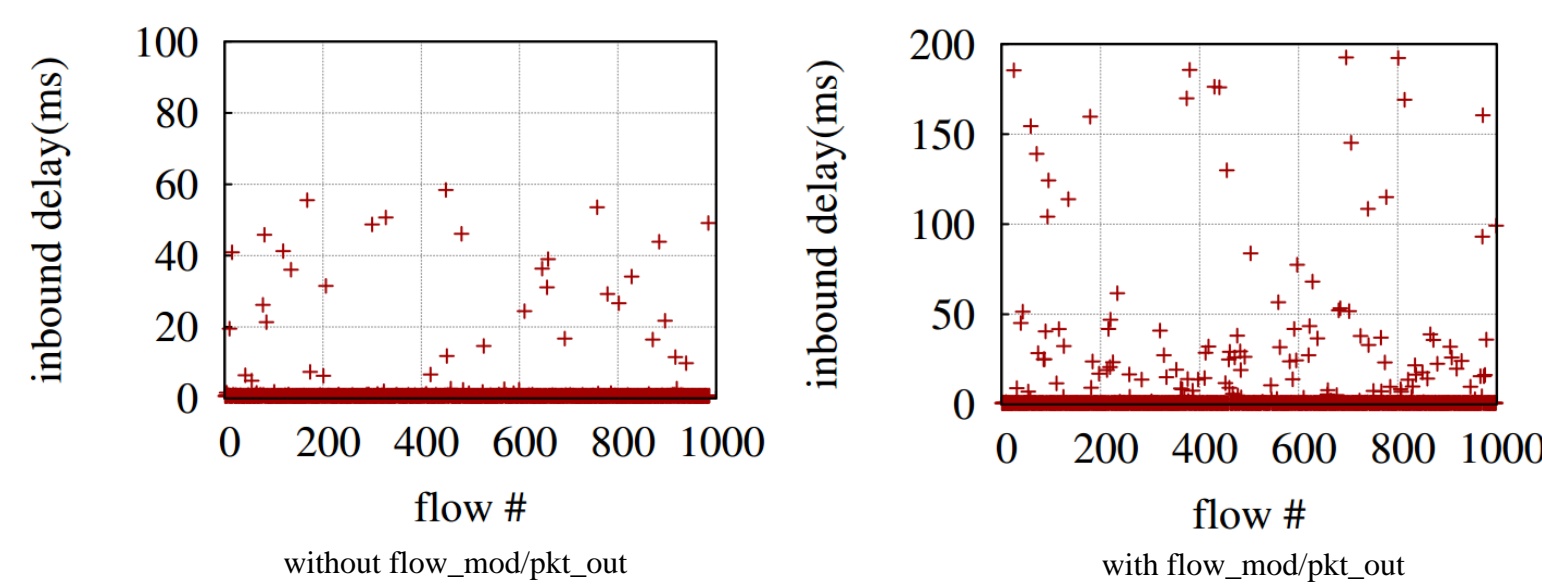 inbound delay(ms)
100
80
60
40
20
0
0 200 400 600 800 1000
flow #
without flow_mod/pkt_out
inbound delay(ms)
200
150
100
50
0
0 200 400 600 800 1000
flow #
with flow_mod/pkt_out